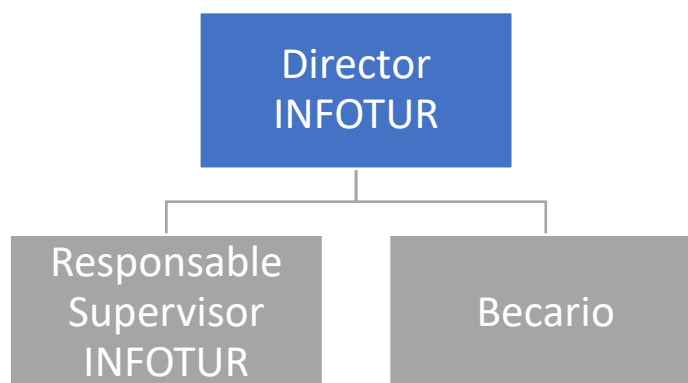 Director
INFOTUR
Responsable
Supervisor
INFOTUR
Becario